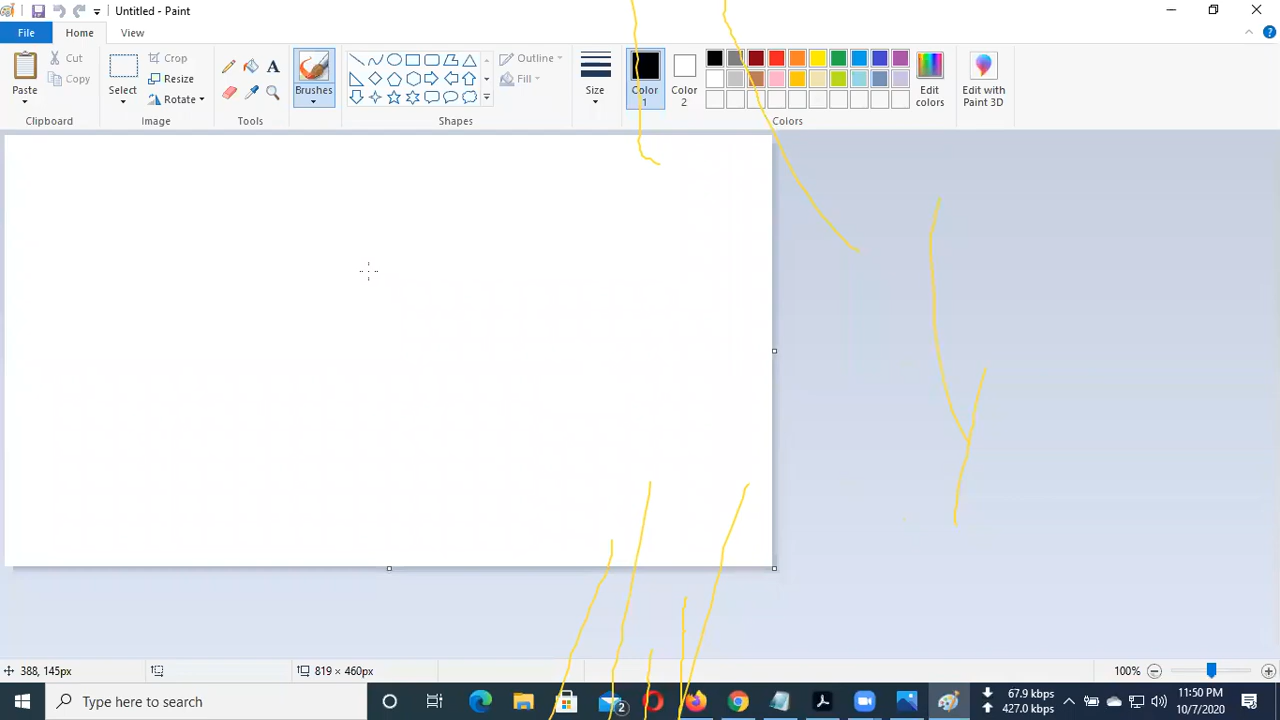 Untitled - Paint
File Home View
Paste Cut Copy
Clipboard
Select Crop Resize Rotate
Image
A
Tools
Brushes
Outline Fill
Shapes
Size
Color 1
Color 2
Edit colors
Colors
Edit with Paint 3D
388, 145px
819 × 460px
100%
Type here to search
2
67.9 kbps
427.0 kbps
11:50 PM
10/7/2020